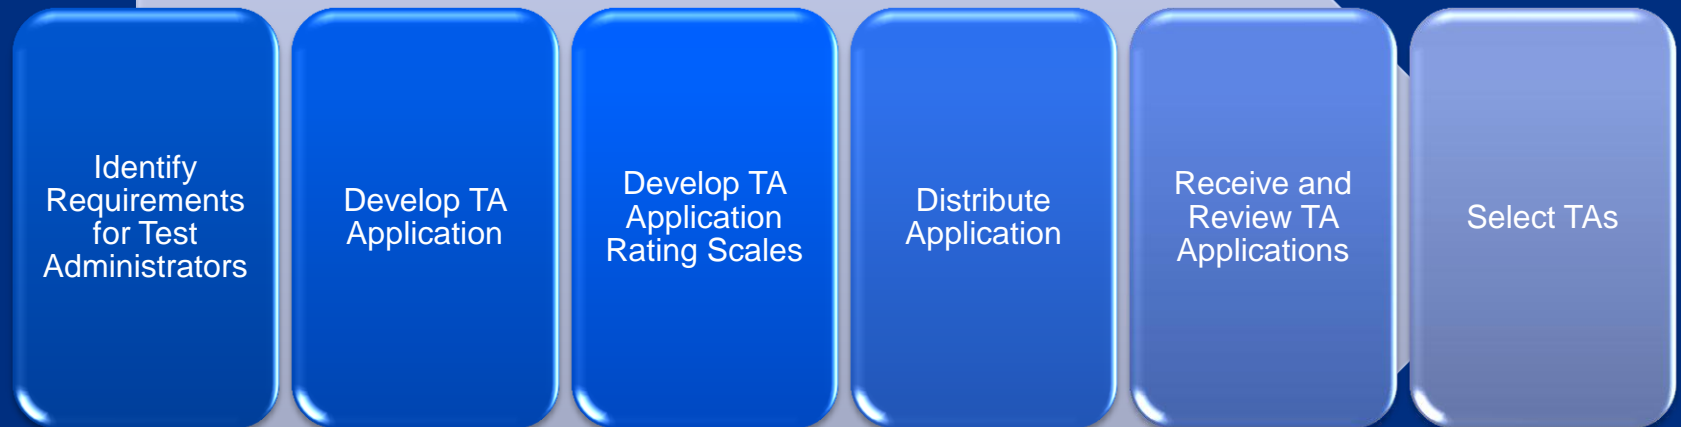 Identify
Requirements
for Test
Administrators
Develop TA
Application
Develop TA
Application
Rating Scales
Distribute
Application
Receive and
Review TA
Applications
Select TAs